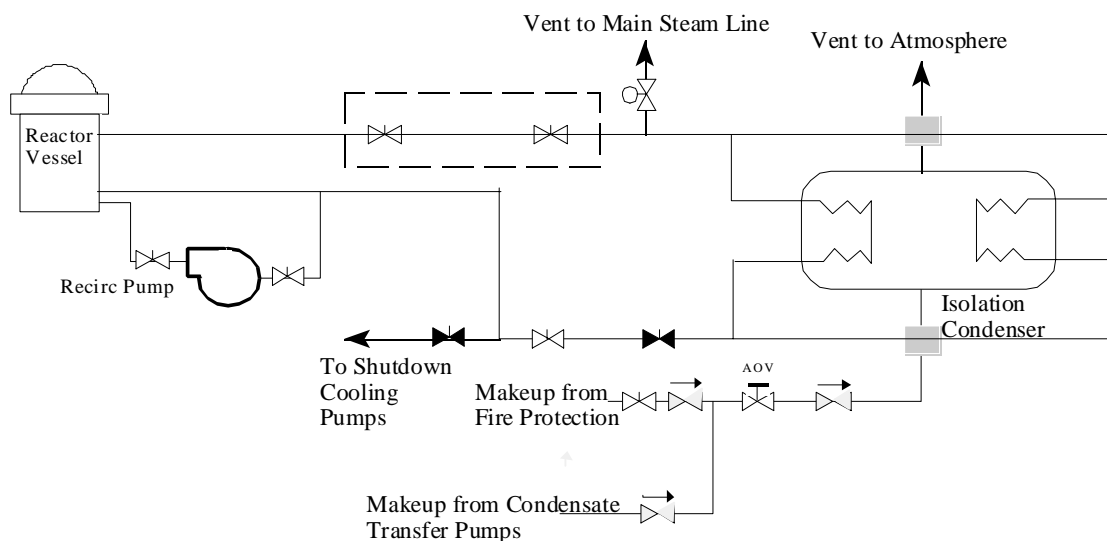 Vent to Main Steam Line
Vent to Atmosphere
Reactor
Vessel
Recirc Pump
Isolation
Condenser
To Shutdown
Cooling
Pumps
AOV
Makeup from
Fire Protection
Makeup from Condensate
Transfer Pumps